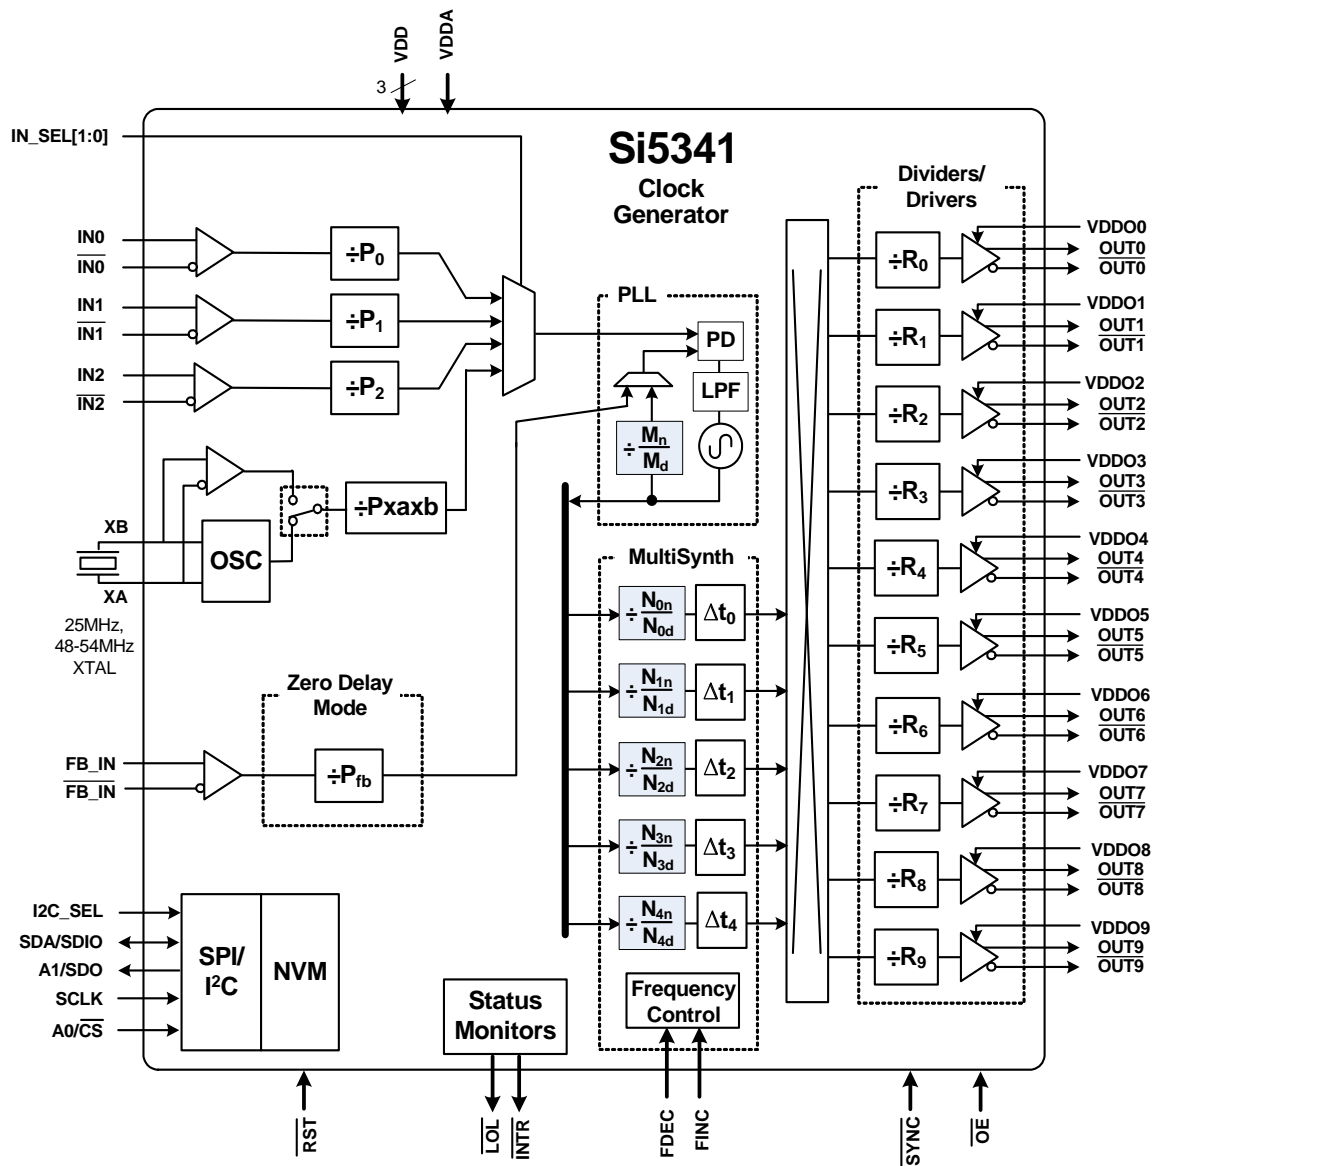 VDD
VDDA
3
IN_SEL[1:0]
Si5341
Clock
Generator
Dividers/
Drivers
IN0
IN0
÷P0
IN1
IN1
÷P1
IN2
IN2
÷P2
PLL
PD
LPF
÷ Mn
Md
XB
XA
OSC
÷Pxaxb
25MHz,
48-54MHz
XTAL
Zero Delay
Mode
FB_IN
FB_IN
÷Pfb
MultiSynth
÷ N0n
N0d
Δt0
÷ N1n
N1d
Δt1
÷ N2n
N2d
Δt2
÷ N3n
N3d
Δt3
÷ N4n
N4d
Δt4
Frequency
Control
÷R0
VDDO0
OUT0
OUT0
÷R1
VDDO1
OUT1
OUT1
÷R2
VDDO2
OUT2
OUT2
÷R3
VDDO3
OUT3
OUT3
÷R4
VDDO4
OUT4
OUT4
÷R5
VDDO5
OUT5
OUT5
÷R6
VDDO6
OUT6
OUT6
÷R7
VDDO7
OUT7
OUT7
÷R8
VDDO8
OUT8
OUT8
÷R9
VDDO9
OUT9
OUT9
I2C_SEL
SDA/SDIO
A1/SDO
SCLK
A0/CS
SPI/
I²C
NVM
Status
Monitors
RST
LOL
INTR
FDEC
FINC
SYNC
OE